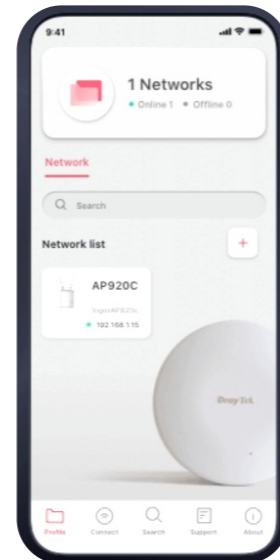 9:41
1 Networks
Online 1 Offline 0
Network
Search
Network list
+
AP920C
192.168.1.15
DrayTek
Profile Connect Search Support About